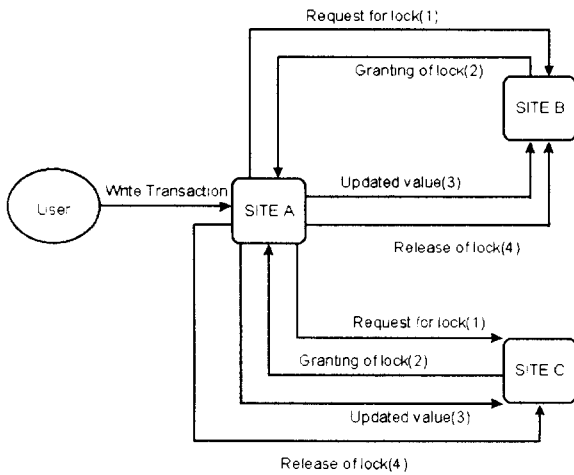 Request for lock(1)
Granting of lock(2)
SITE B
Write Transaction
User
SITE A
Updated value(3)
Release of lock(4)
Request for lock(1)
Granting of lock(2)
SITE C
Updated value(3)
Release of lock(4)